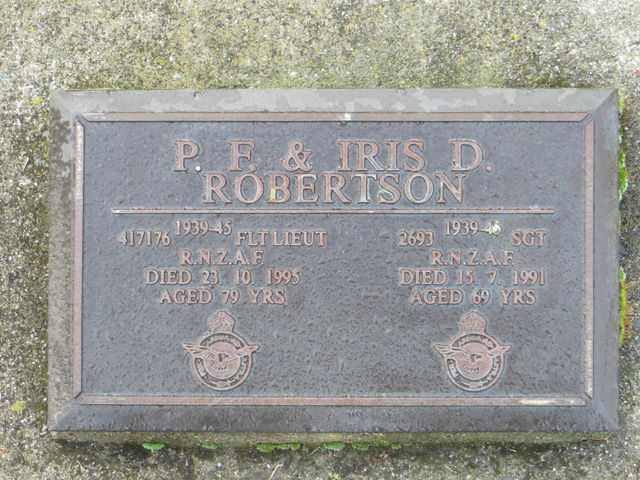 P. F. & IRIS D.
ROBERTSON
1939-45
417176 FLT LIEUT
R.N.Z.A.F.
DIED 23. 10. 1995
AGED 79 YRS
1939-45
2693 SGT
R.N.Z.A.F.
DIED 15. 7. 1991
AGED 69 YRS